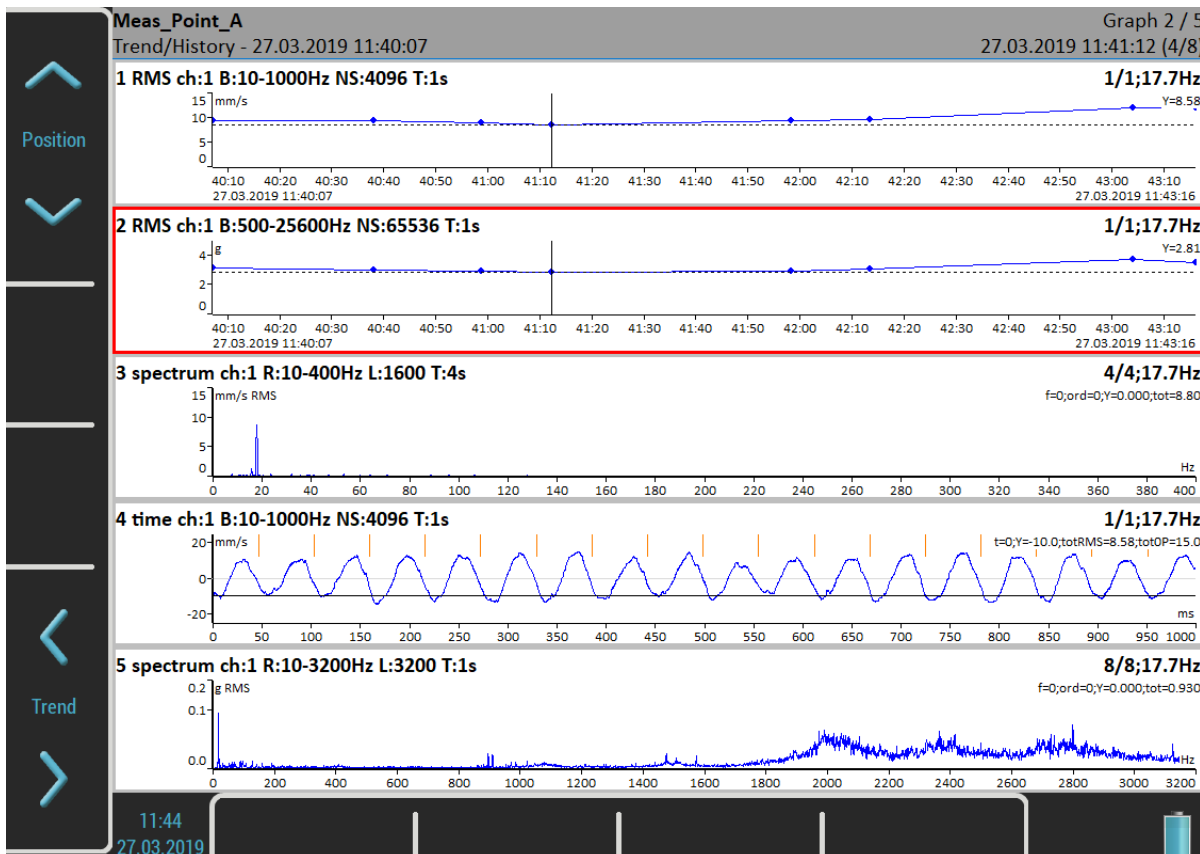 Meas_Point_A
Graph 2 / 5
Trend/History - 27.03.2019 11:40:07
27.03.2019 11:41:12 (4/8)
Position
Trend
1 RMS ch:1 B:10-1000Hz NS:4096 T:1s
1/1;17.7Hz
15
mm/s
Y=8.58
10
5
0
40:10 40:20 40:30 40:40 40:50 41:00 41:10 41:20 41:30 41:40 41:50 42:00 42:10 42:20 42:30 42:40 42:50 43:00 43:10
27.03.2019 11:40:07
27.03.2019 11:43:16
2 RMS ch:1 B:500-25600Hz NS:65536 T:1s
1/1;17.7Hz
g
Y=2.81
4
2
0
40:10 40:20 40:30 40:40 40:50 41:00 41:10 41:20 41:30 41:40 41:50 42:00 42:10 42:20 42:30 42:40 42:50 43:00 43:10
27.03.2019 11:40:07
27.03.2019 11:43:16
3 spectrum ch:1 R:10-400Hz L:1600 T:4s
4/4;17.7Hz
15
mm/s RMS
f=0;ord=0;Y=0.000;tot=8.80
10
5
0
Hz
0 20 40 60 80 100 120 140 160 180 200 220 240 260 280 300 320 340 360 380 400
4 time ch:1 B:10-1000Hz NS:4096 T:1s
1/1;17.7Hz
20
mm/s
t=0;Y=-10.0;totRMS=8.58;tot0P=15.0
0
-20
ms
0 50 100 150 200 250 300 350 400 450 500 550 600 650 700 750 800 850 900 950 1000
5 spectrum ch:1 R:10-3200Hz L:3200 T:1s
8/8;17.7Hz
0.2
g RMS
f=0;ord=0;Y=0.000;tot=0.930
0.1
0.0
Hz
0 200 400 600 800 1000 1200 1400 1600 1800 2000 2200 2400 2600 2800 3000 3200
11:44
27.03.2019